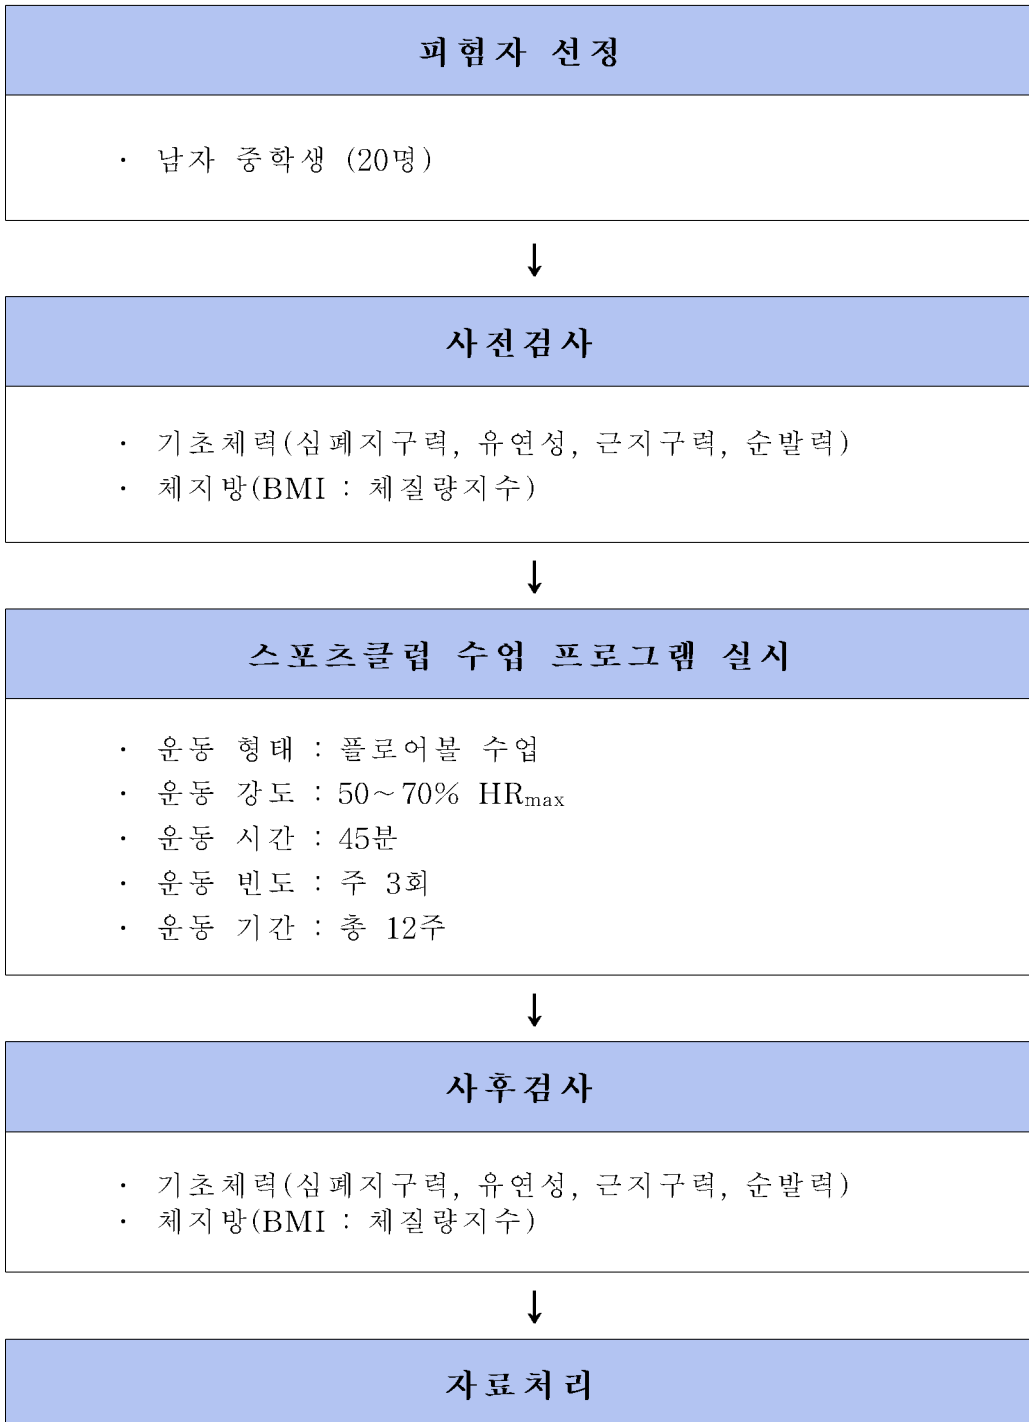 피험자 선정
· 남자 중학생 (20명)
↓
사전검사
· 기초체력(심폐지구력, 유연성, 근지구력, 순발력)
· 체지방(BMI : 체질량지수)
↓
스포츠클럽 수업 프로그램 실시
· 운동 형태 : 플로어볼 수업
· 운동 강도 : 50~70% HRmax
· 운동 시간 : 45분
· 운동 빈도 : 주 3회
· 운동 기간 : 총 12주
↓
사후검사
· 기초체력(심폐지구력, 유연성, 근지구력, 순발력)
· 체지방(BMI : 체질량지수)
↓
자료처리